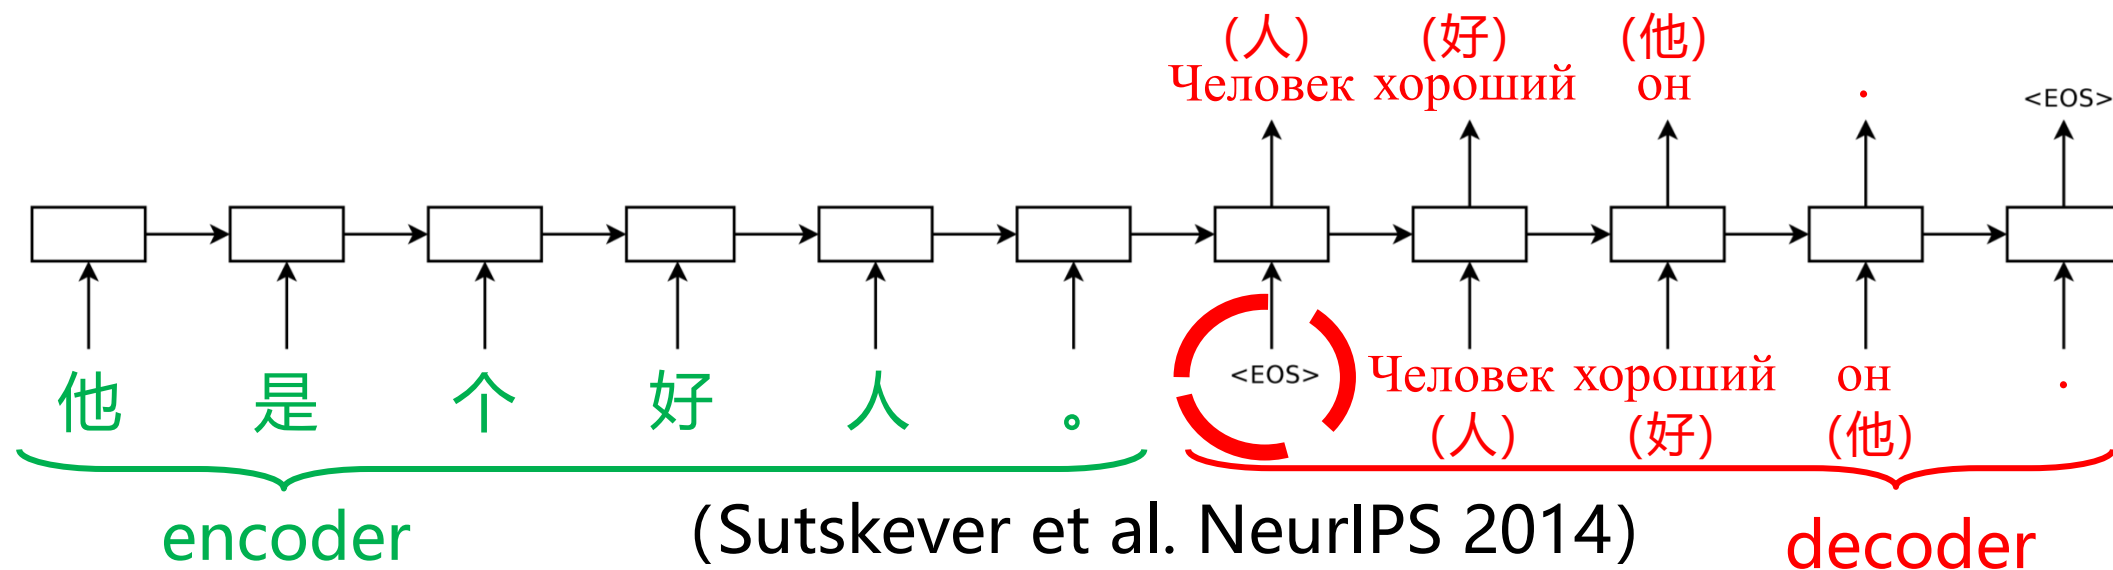 (人) (好) (他)
Человек хороший он . <EOS>
<EOS> Человек хороший он .
他 是 个 好 人 。
(人) (好) (他)
encoder (Sutskever et al. NeurIPS 2014) decoder